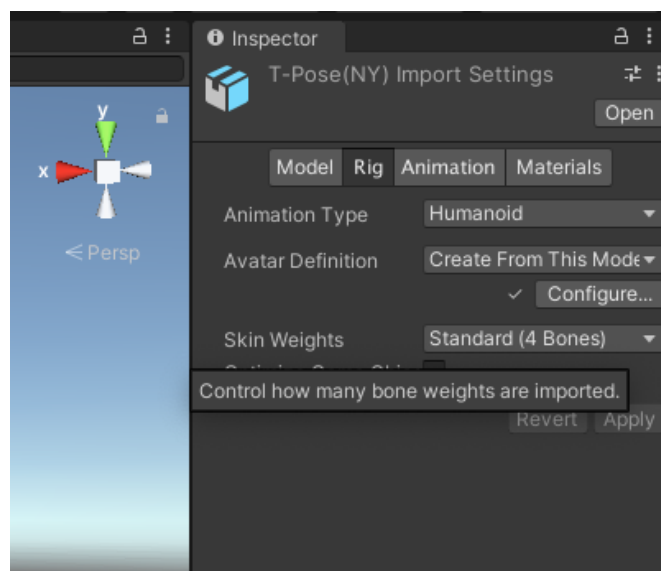 Inspector
T-Pose(NY) Import Settings
Open
y
x
Persp
Model Rig Animation Materials
Animation Type Humanoid
Avatar Definition Create From This Mode
Configure...
Skin Weights Standard (4 Bones)
Control how many bone weights are imported.
Revert Apply